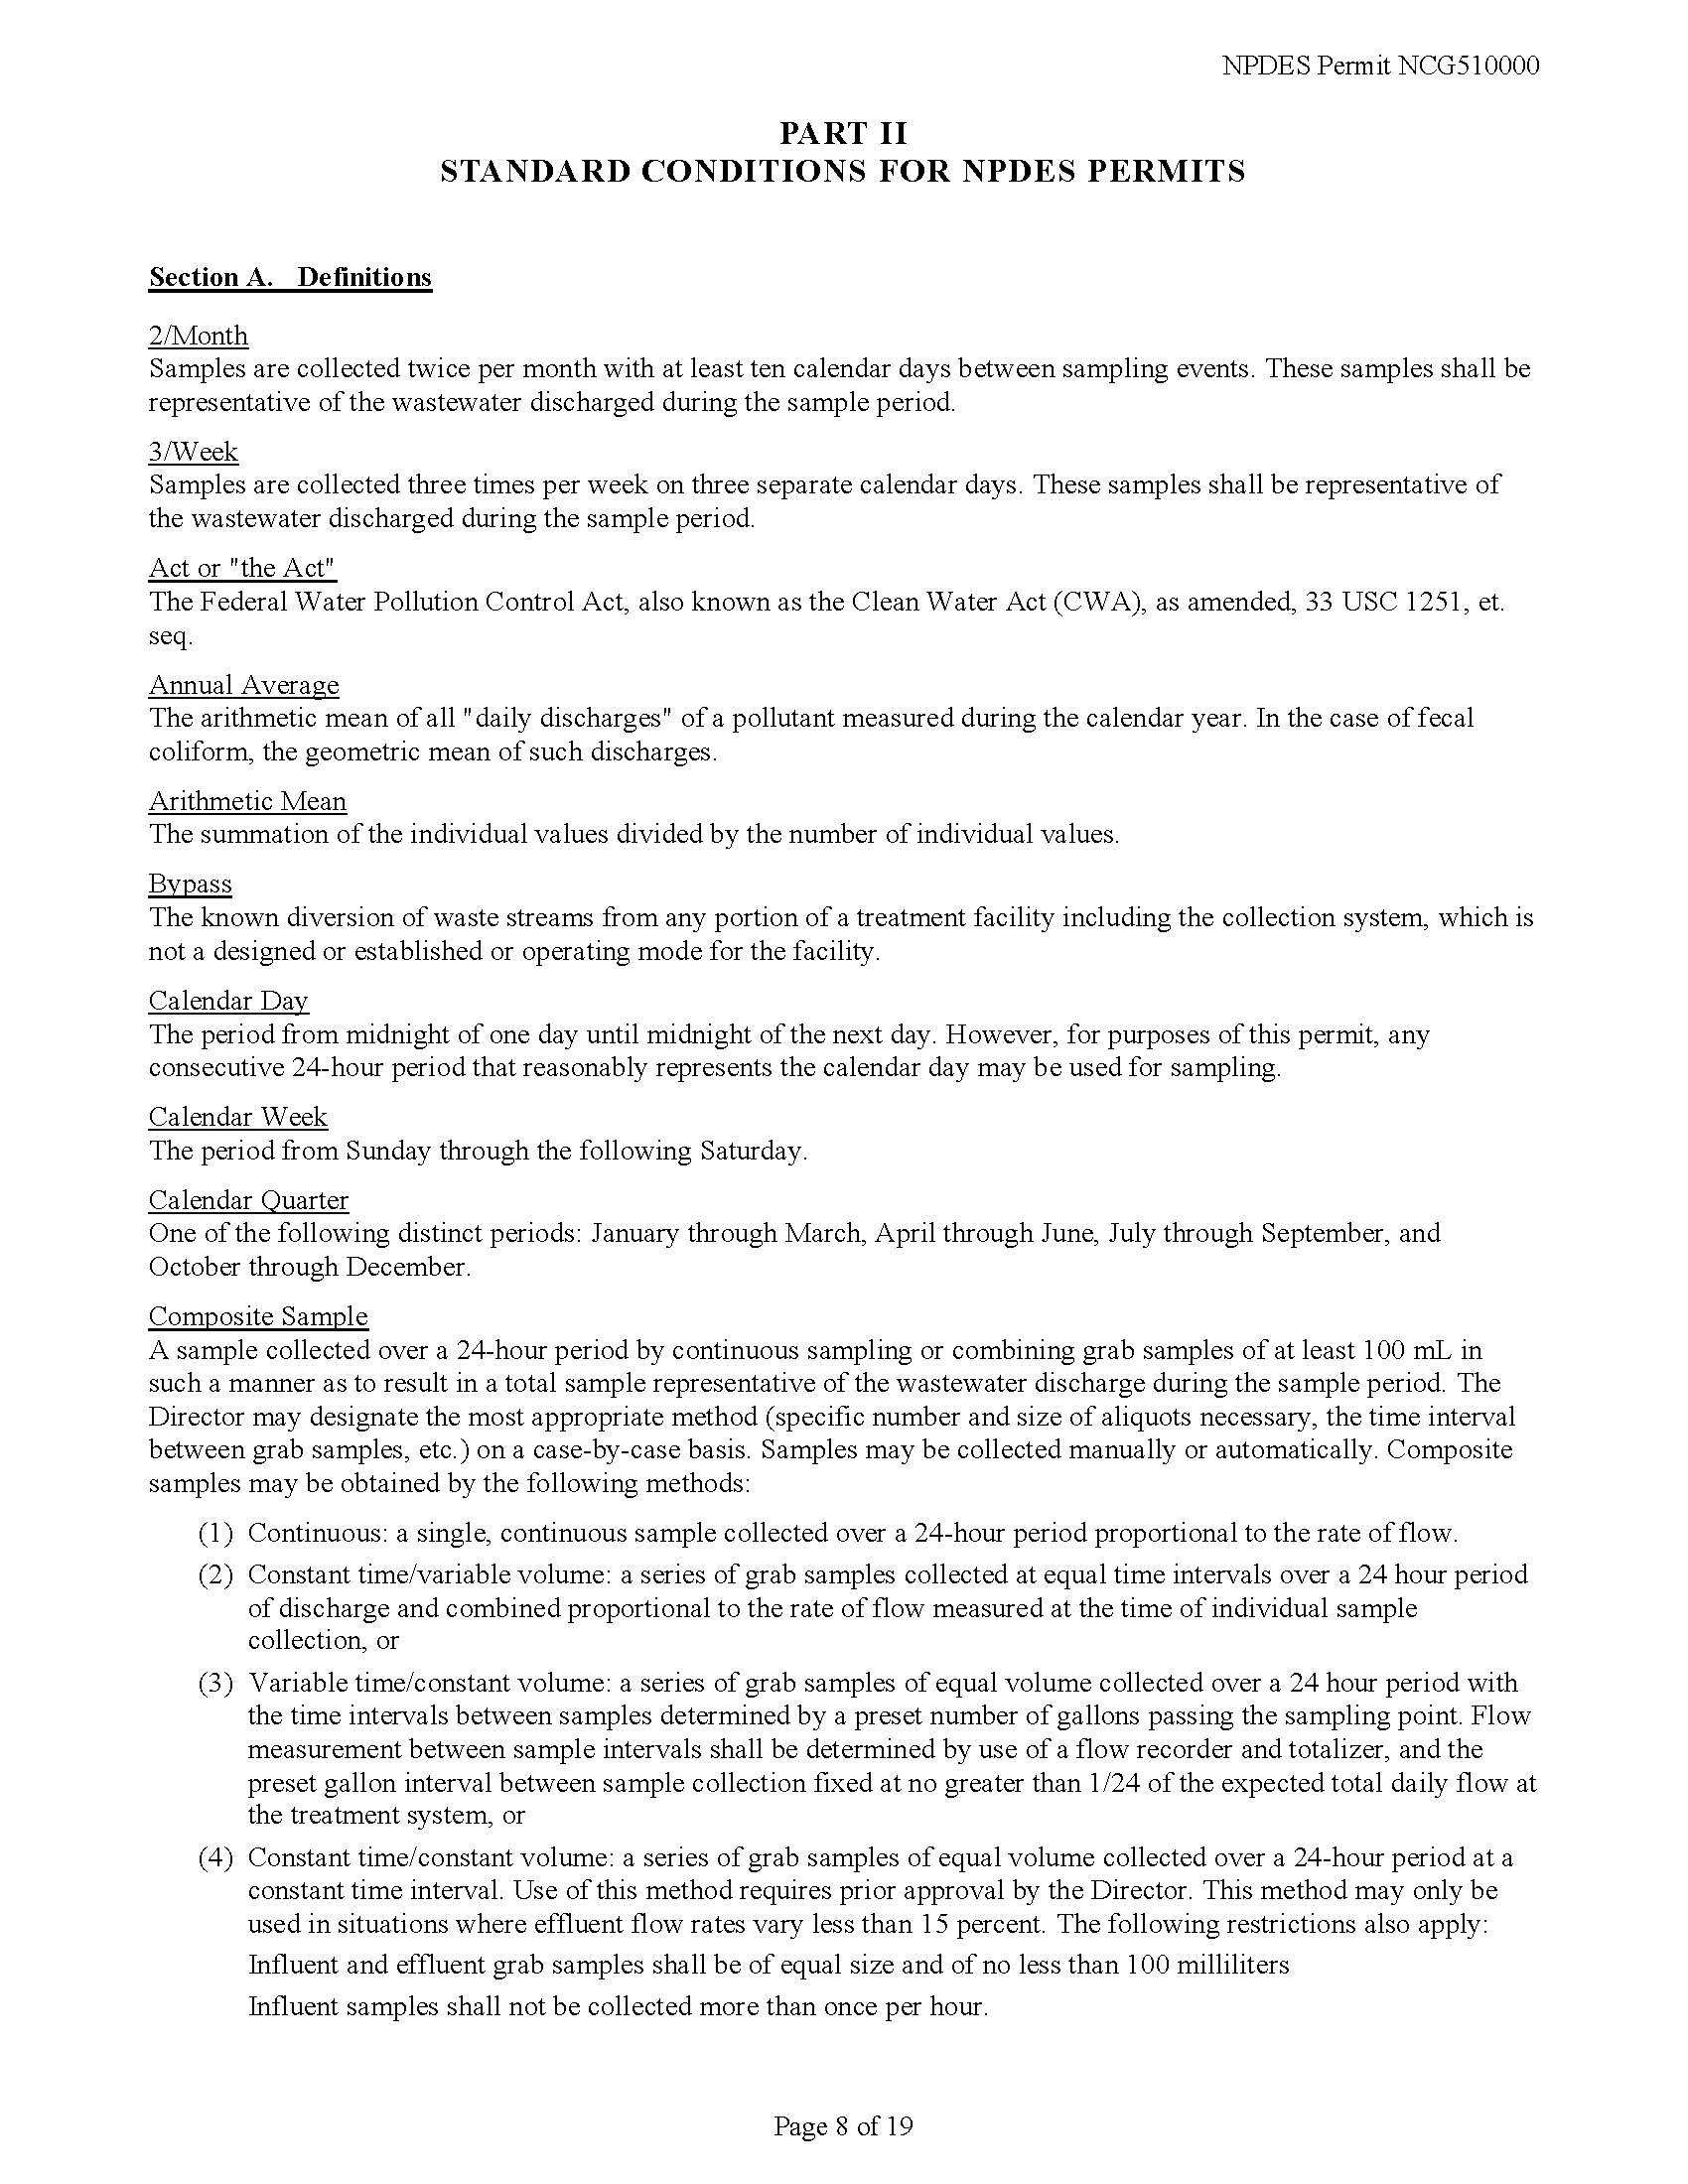 NPDES Permit NCG510000
PART II
STANDARD CONDITIONS FOR NPDES PERMITS
Section A. Definitions
2/Month
Samples are collected twice per month with at least ten calendar days between sampling events. These samples shall be
representative of the wastewater discharged during the sample period.
3/Week
Samples are collected three times per week on three separate calendar days. These samples shall be representative of
the wastewater discharged during the sample period.
Act or "the Act"
The Federal Water Pollution Control Act, also known as the Clean Water Act (CWA), as amended, 33 USC 1251, et.
seq.
Annual Average
The arithmetic mean of all "daily discharges" of a pollutant measured during the calendar year. In the case of fecal
coliform, the geometric mean of such discharges.
Arithmetic Mean
The summation of the individual values divided by the number of individual values.
Bypass
The known diversion of waste streams from any portion of a treatment facility including the collection system, which is
not a designed or established or operating mode for the facility.
Calendar Day
The period from midnight of one day until midnight of the next day. However, for purposes of this permit, any
consecutive 24-hour period that reasonably represents the calendar day may be used for sampling.
Calendar Week
The period from Sunday through the following Saturday.
Calendar Quarter
One of the following distinct periods: January through March, April through June, July through September, and
October through December.
Composite Sample
A sample collected over a 24-hour period by continuous sampling or combining grab samples of at least 100 mL in
such a manner as to result in a total sample representative of the wastewater discharge during the sample period. The
Director may designate the most appropriate method (specific number and size of aliquots necessary, the time interval
between grab samples, etc.) on a case-by-case basis. Samples may be collected manually or automatically. Composite
samples may be obtained by the following methods:
(1) Continuous: a single, continuous sample collected over a 24-hour period proportional to the rate of flow.
(2) Constant time/variable volume: a series of grab samples collected at equal time intervals over a 24 hour period
of discharge and combined proportional to the rate of flow measured at the time of individual sample
collection, or
(3) Variable time/constant volume: a series of grab samples of equal volume collected over a 24 hour period with
the time intervals between samples determined by a preset number of gallons passing the sampling point. Flow
measurement between sample intervals shall be determined by use of a flow recorder and totalizer, and the
preset gallon interval between sample collection fixed at no greater than 1/24 of the expected total daily flow at
the treatment system, or
(4) Constant time/constant volume: a series of grab samples of equal volume collected over a 24-hour period at a
constant time interval. Use of this method requires prior approval by the Director. This method may only be
used in situations where effluent flow rates vary less than 15 percent. The following restrictions also apply:
Influent and effluent grab samples shall be of equal size and of no less than 100 milliliters
Influent samples shall not be collected more than once per hour.
Page 8 of 19